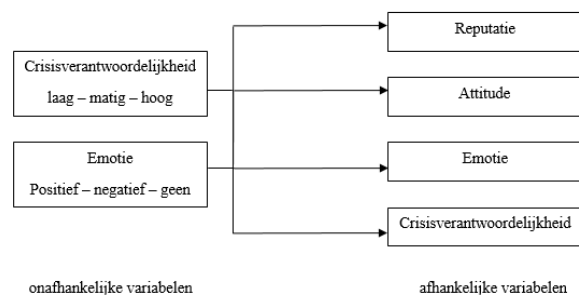 Crisisverantwoordelijkheid
laag – matig – hoog
Emotie
Positief – negatief – geen
onafhankelijke variabelen
Reputatie
Attitude
Emotie
Crisisverantwoordelijkheid
afhankelijke variabelen